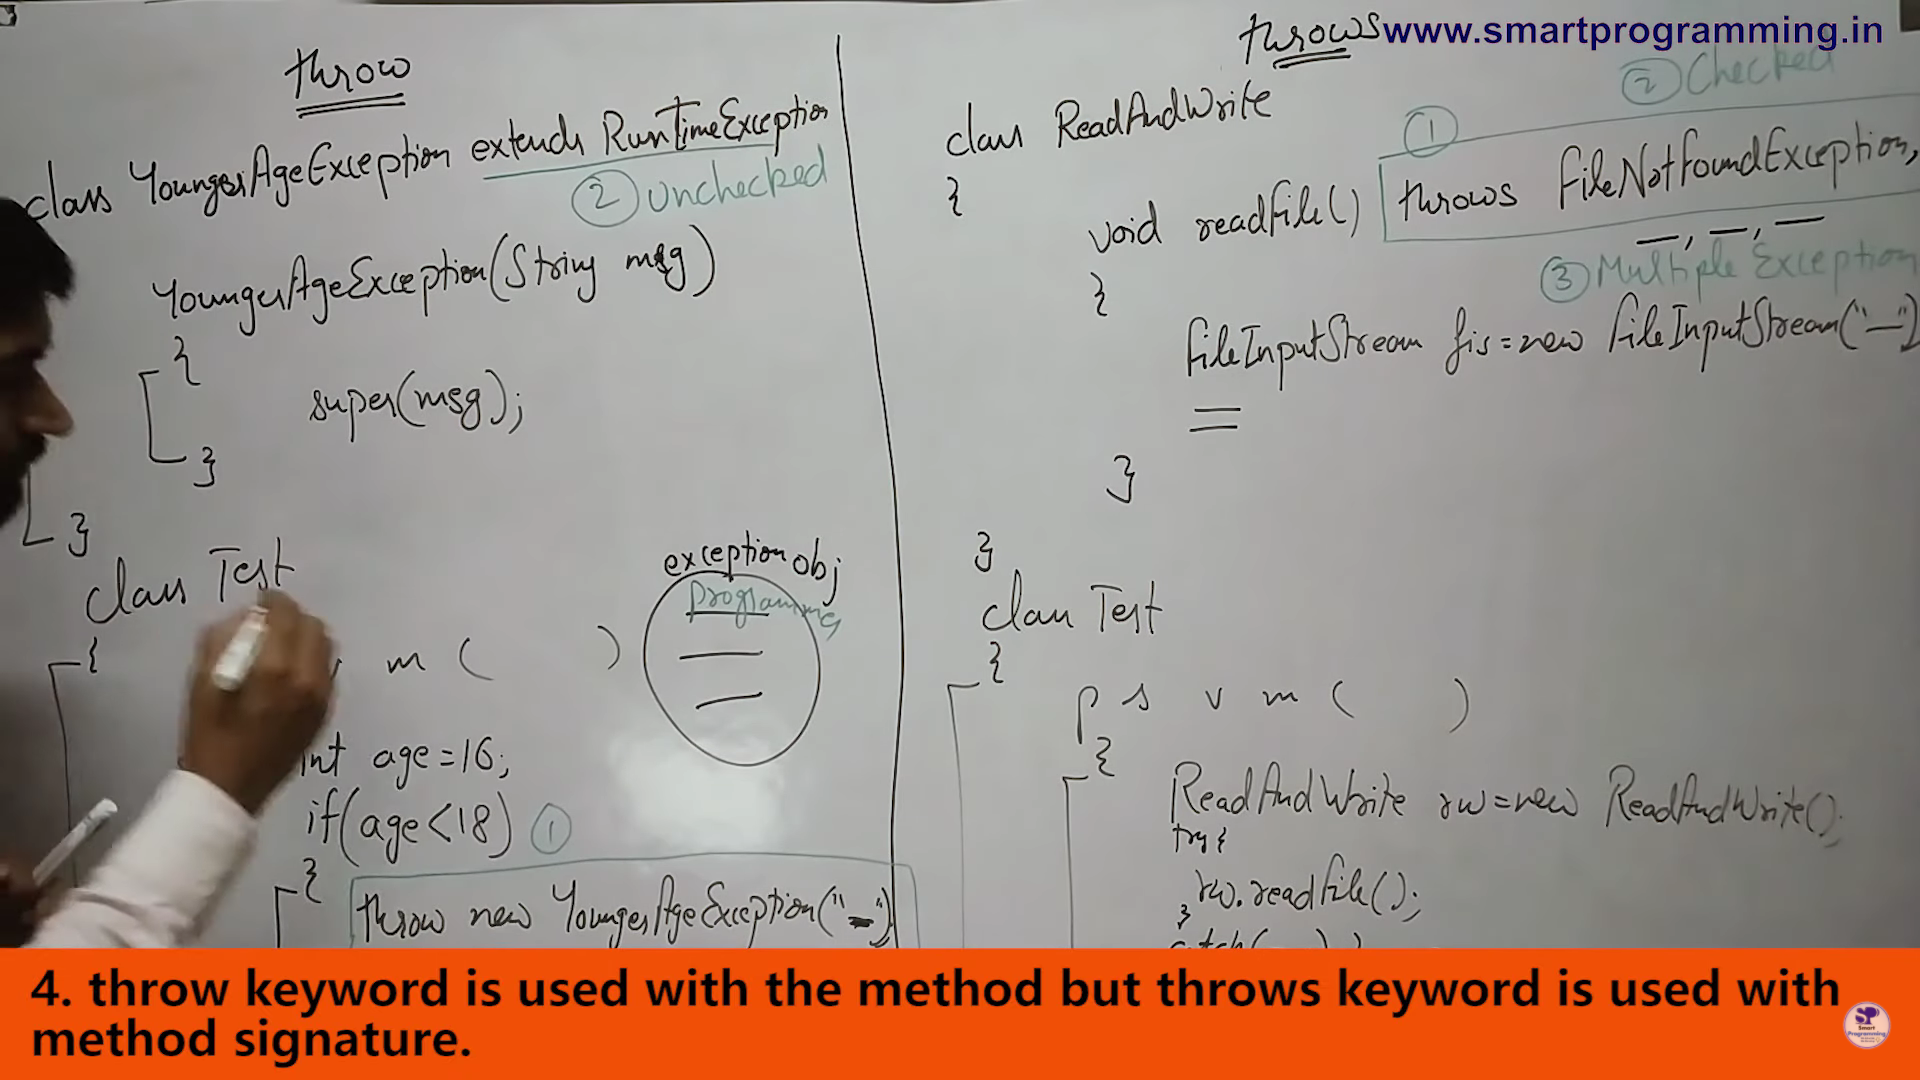 www.smartprogramming.in
throw
class YoungerAgeException extends RunTimeException
② Unchecked
YoungerAgeException(String msg)
{
super(msg);
}
}
class Test
{
v m ( )
exception obj
programmer
int age=16;
if(age<18) ①
{
throw new YoungerAgeException("—")
throws
② Checked
class ReadAndWrite
①
{
void readFile() throws FileNotFoundException,
—, —, —
③ Multiple Exception
{
FileInputStream fis=new FileInputStream("—")
}
}
class Test
{
p s v m ( )
{
ReadAndWrite rw=new ReadAndWrite();
try{
rw.readFile();
}
4. throw keyword is used with the method but throws keyword is used with
method signature.
SP
Smart
Programming